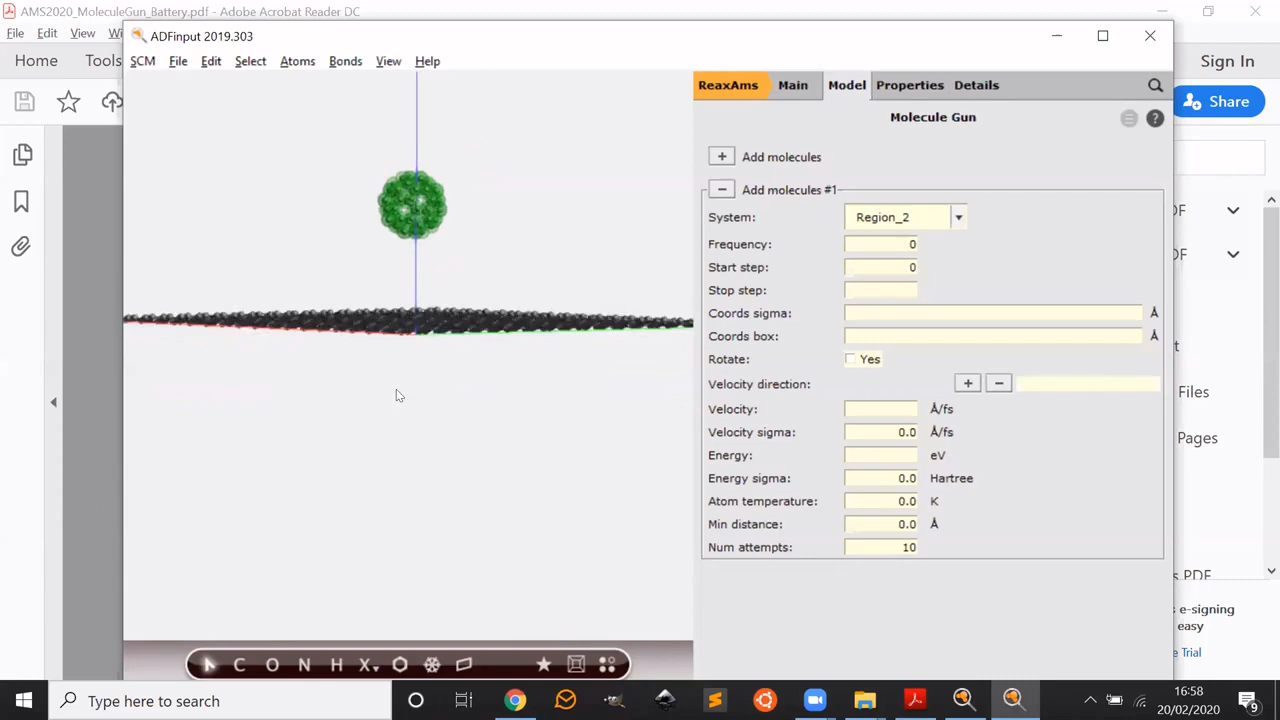 AMS2020_MoleculeGun_Battery.pdf - Adobe Acrobat Reader DC
File Edit View Wi
Home Tools Sign In
Share
ADFinput 2019.303
SCM File Edit Select Atoms Bonds View Help
ReaxAms Main Model Properties Details
Molecule Gun
+ Add molecules
− Add molecules #1
System: Region_2
Frequency: 0
Start step: 0
Stop step:
Coords sigma: Å
Coords box: Å
Rotate: Yes
Velocity direction: + −
Velocity: Å/fs
Velocity sigma: 0.0 Å/fs
Energy: eV
Energy sigma: 0.0 Hartree
Atom temperature: 0.0 K
Min distance: 0.0 Å
Num attempts: 10
DF
DF
t
Files
Pages
s PDF
e-signing
easy
e Trial
C O N H X
Type here to search
16:58
20/02/2020
9